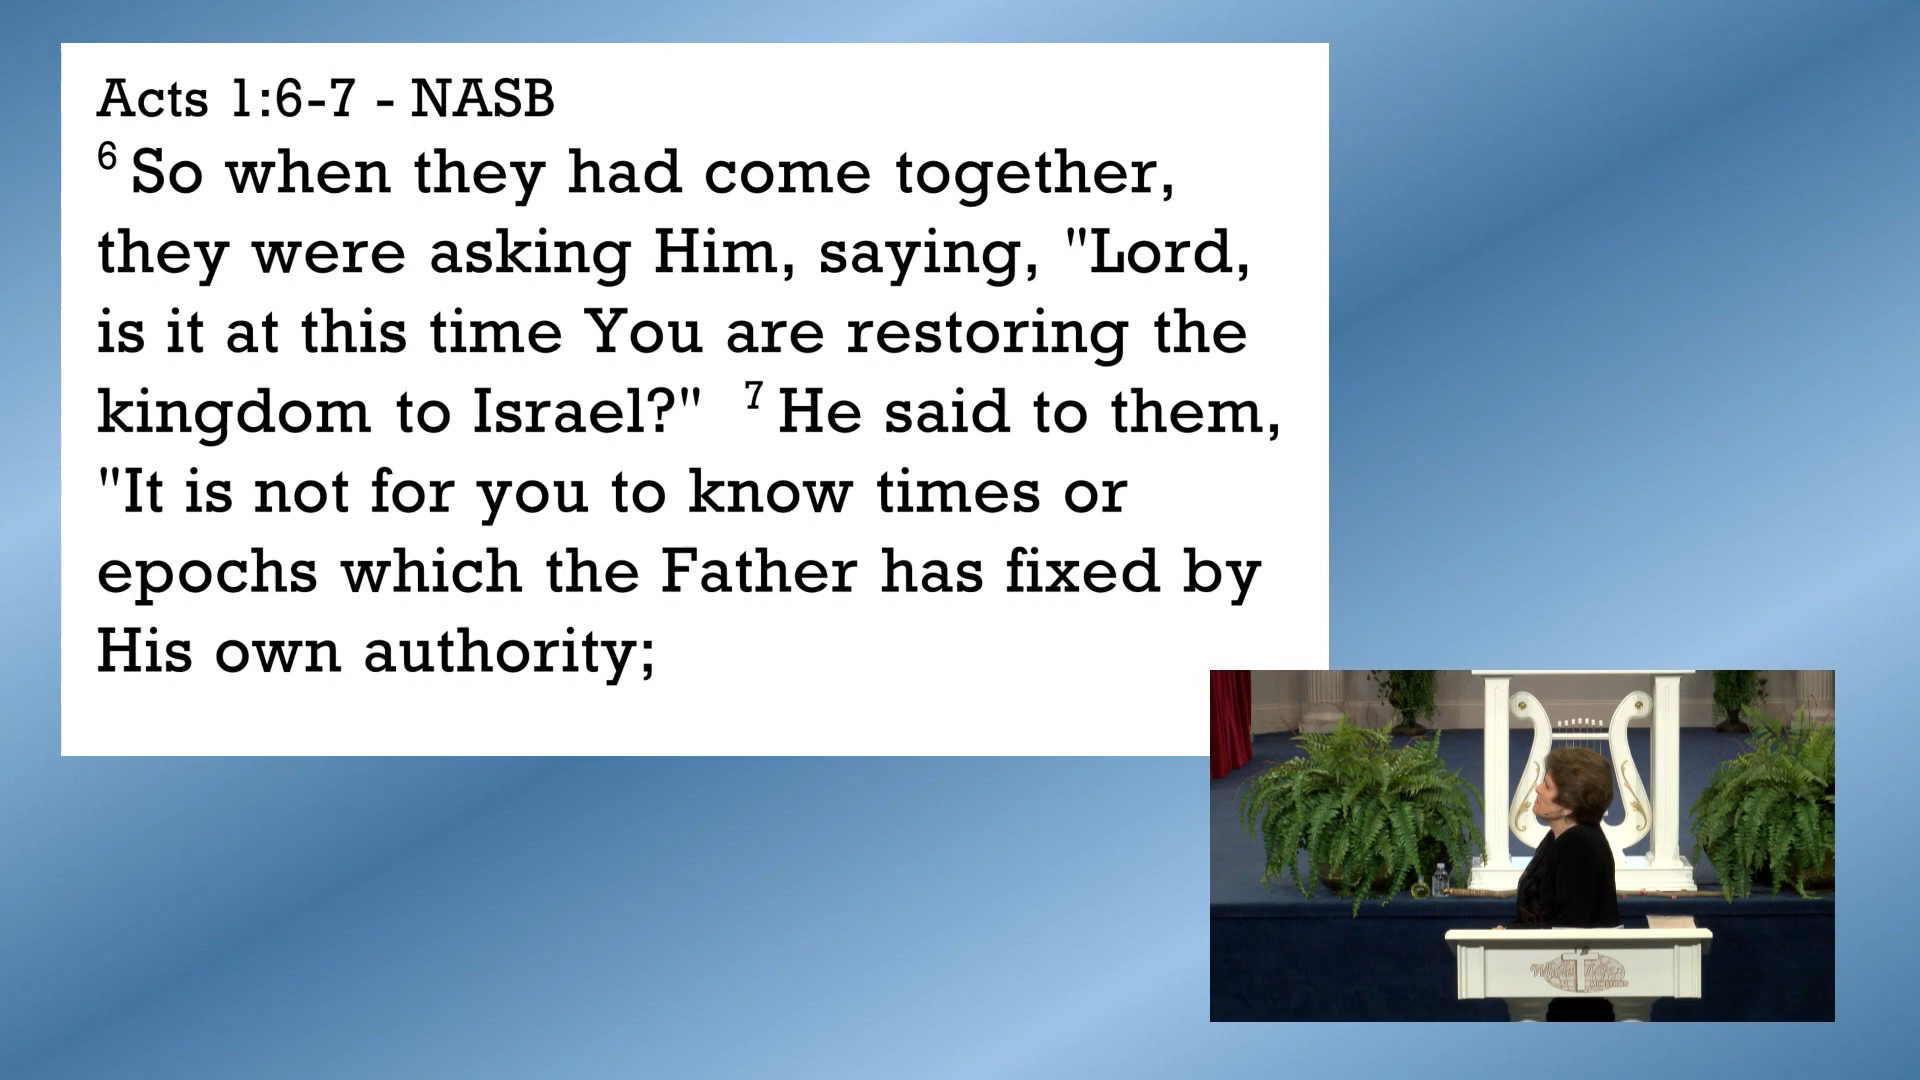 Acts 1:6-7 - NASB
6 So when they had come together,
they were asking Him, saying, "Lord,
is it at this time You are restoring the
kingdom to Israel?" 7 He said to them,
"It is not for you to know times or
epochs which the Father has fixed by
His own authority;
MINISTRIES